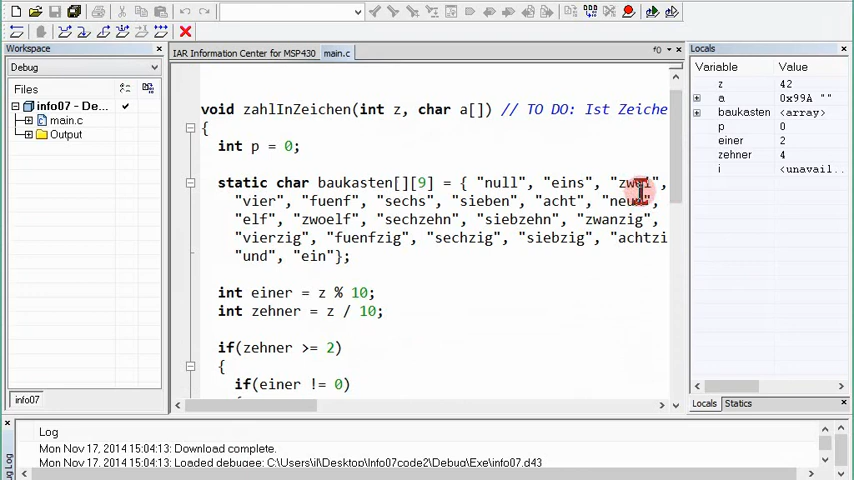 Workspace
Debug
Files
info07 - De...
main.c
Output
info07
IAR Information Center for MSP430 main.c
f0
void zahlInZeichen(int z, char a[]) // TO DO: Ist Zeiche
{
int p = 0;
static char baukasten[][9] = { "null", "eins", "zwei",
"vier", "fuenf", "sechs", "sieben", "acht", "neun",
"elf", "zwoelf", "sechzehn", "siebzehn", "zwanzig",
"vierzig", "fuenfzig", "sechzig", "siebzig", "achtzi
"und", "ein"};
int einer = z % 10;
int zehner = z / 10;
if(zehner >= 2)
{
if(einer != 0)
Locals
Variable Value
z 42
a 0x99A ""
baukasten <array>
p 0
einer 2
zehner 4
i <unavail...
Locals Statics
Log
Mon Nov 17, 2014 15:04:13: Download complete.
Mon Nov 17, 2014 15:04:13: Loaded debugee: C:\Users\il\Desktop\Info07code2\Debug\Exe\info07.d43